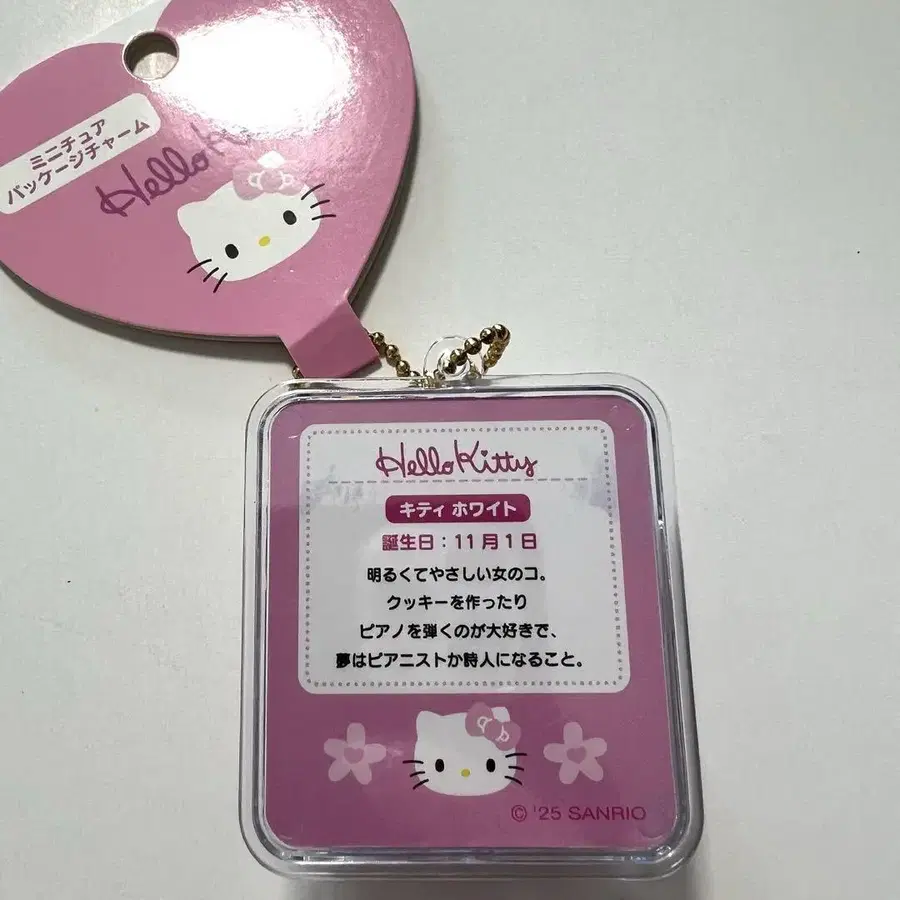 ミニチュア
パッケージチャーム
Hello
Hello Kitty
キティ ホワイト
誕生日：11月1日
明るくてやさしい女のコ。
クッキーを作ったり
ピアノを弾くのが大好きで、
夢はピアニストか詩人になること。
© '25 SANRIO